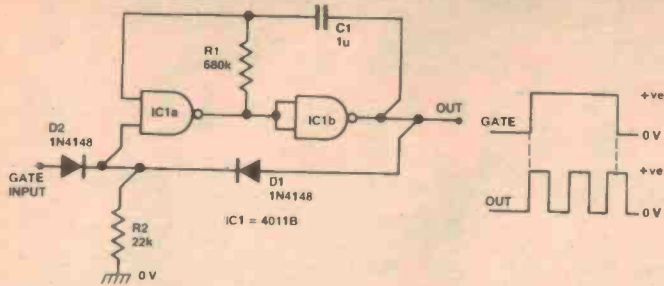 C1
1u
R1
680k
IC1a
IC1b
OUT
D2
1N4148
GATE
INPUT
D1
1N4148
R2
22k
IC1 = 4011B
0 V
GATE
+ve
0 V
OUT
+ve
0 V